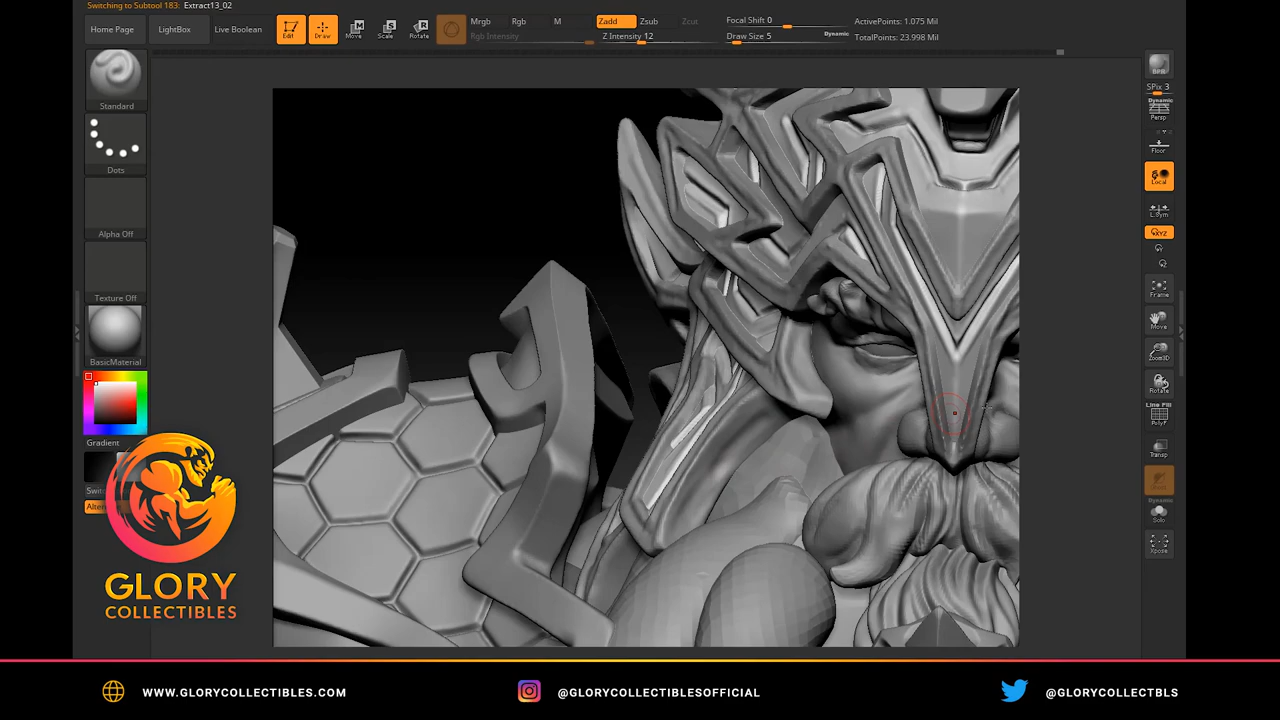 Switching to Subtool 183: Extract13_02
Home Page
LightBox
Live Boolean
Edit
Draw
Move
Scale
Rotate
Mrgb
Rgb
M
Rgb Intensity
Zadd
Zsub
Zcut
Z Intensity 12
Focal Shift 0
Draw Size 5
Dynamic
ActivePoints: 1.075 Mil
TotalPoints: 23.998 Mil
Standard
Dots
Alpha Off
Texture Off
BasicMaterial
Gradient
GLORY
COLLECTIBLES
BPR
SPix 3
Dynamic
Persp
Floor
Local
L.Sym
XYZ
Frame
Move
Zoom3D
Rotate
Line Fill
PolyF
Transp
Dynamic
Solo
Xpose
WWW.GLORYCOLLECTIBLES.COM
@GLORYCOLLECTIBLESOFFICIAL
@GLORYCOLLECTBLS